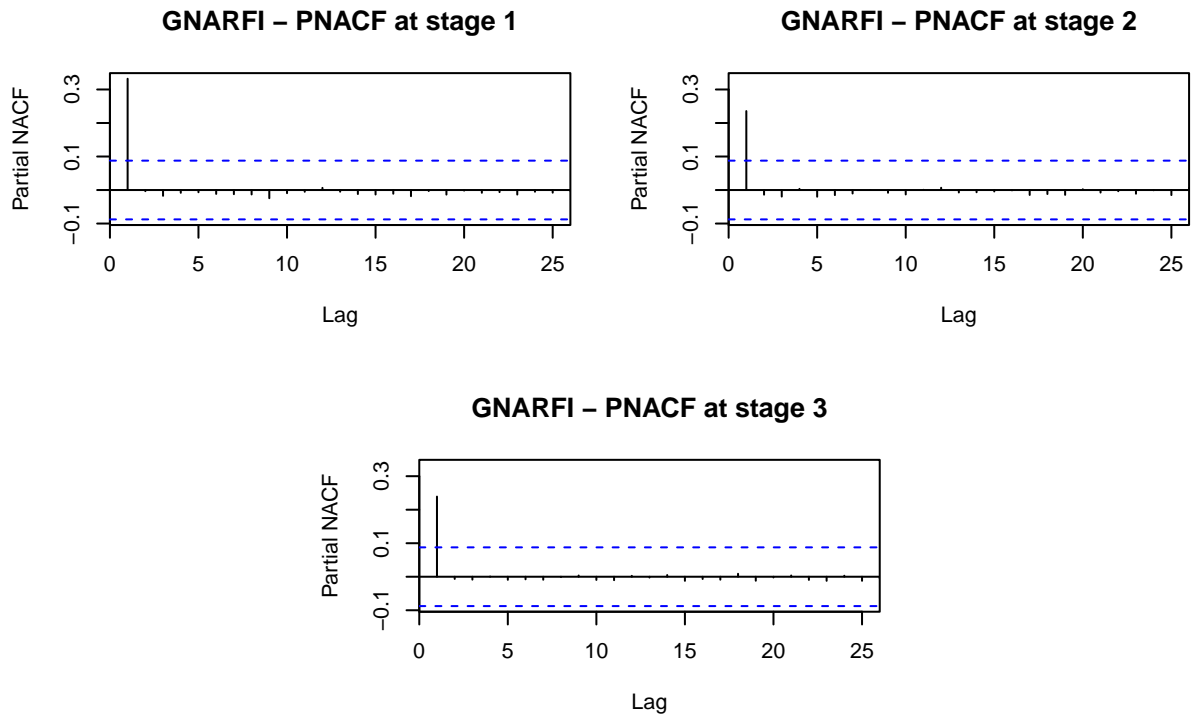 GNARFI – PNACF at stage 1
Partial NACF
0.3
0.1
−0.1
0 5 10 15 20 25
Lag
GNARFI – PNACF at stage 2
Partial NACF
0.3
0.1
−0.1
0 5 10 15 20 25
Lag
GNARFI – PNACF at stage 3
Partial NACF
0.3
0.1
−0.1
0 5 10 15 20 25
Lag